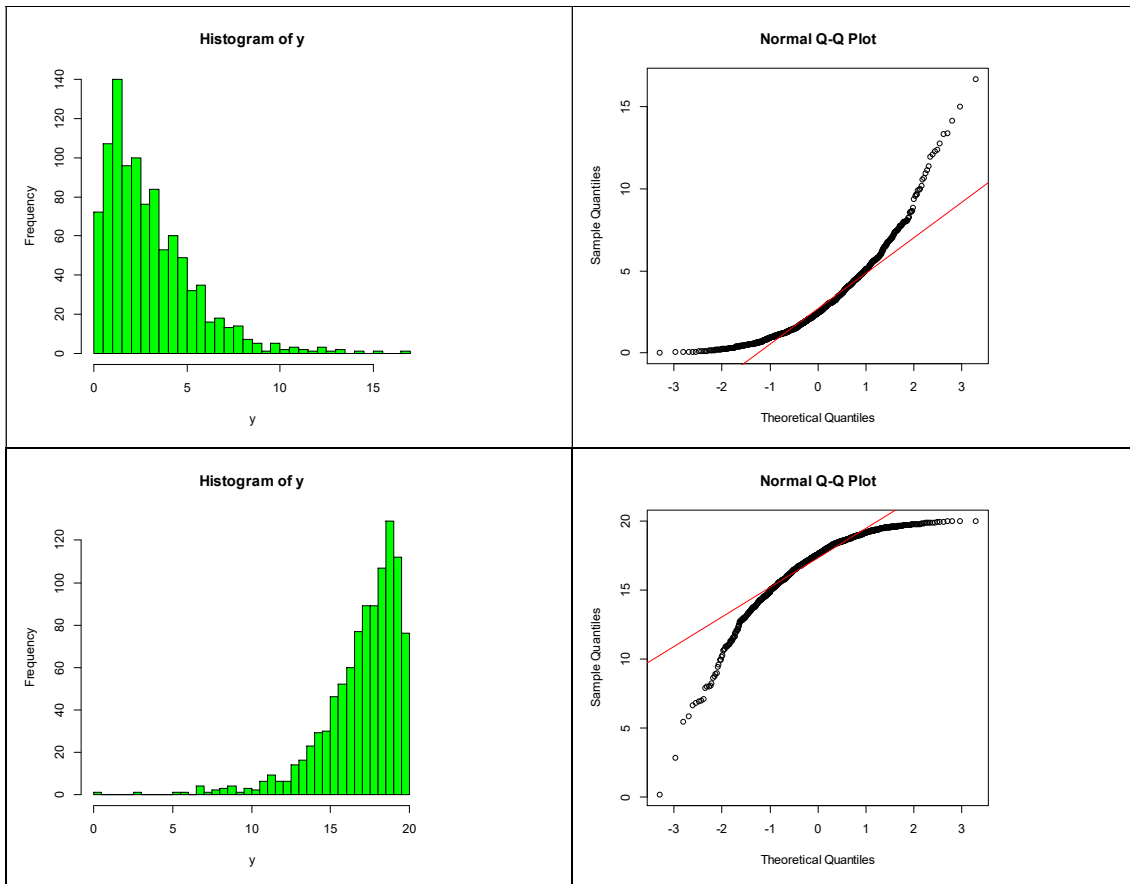 Histogram of y
Frequency
0 20 40 60 80 100 120 140
0 5 10 15
y
Normal Q-Q Plot
Sample Quantiles
0 5 10 15
-3 -2 -1 0 1 2 3
Theoretical Quantiles
Histogram of y
Frequency
0 20 40 60 80 100 120
0 5 10 15 20
y
Normal Q-Q Plot
Sample Quantiles
0 5 10 15 20
-3 -2 -1 0 1 2 3
Theoretical Quantiles